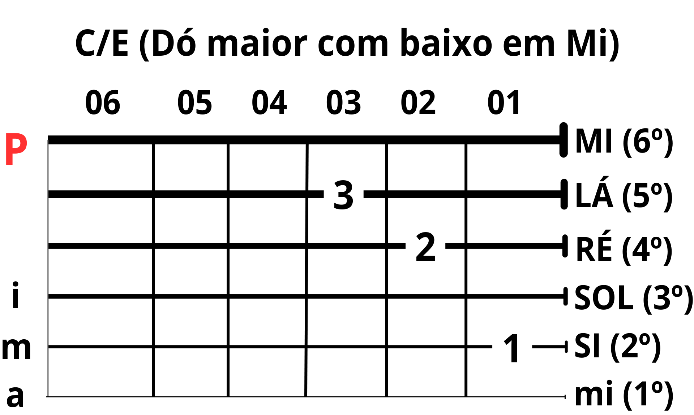 C/E (Dó maior com baixo em Mi)
06 05 04 03 02 01
P MI (6º)
3 LÁ (5º)
2 RÉ (4º)
i SOL (3º)
m 1 SI (2º)
a mi (1º)